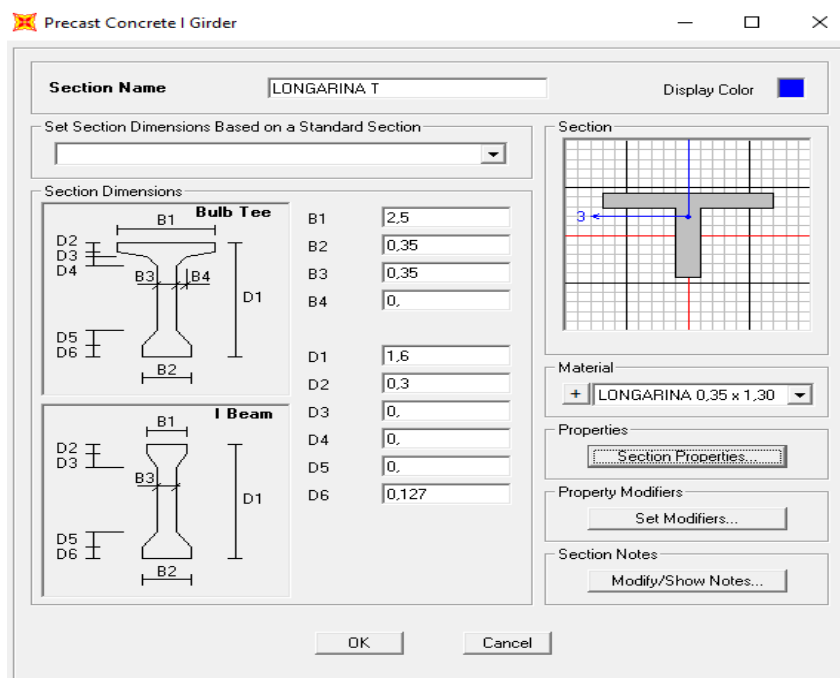 Precast Concrete I Girder
Section Name
LONGARINA T
Display Color
Set Section Dimensions Based on a Standard Section
Section Dimensions
Bulb Tee
B1
D2
D3
D4
B3
B4
D1
D5
D6
B2
I Beam
B1
D2
D3
B3
D1
D5
D6
B2
B1 2,5
B2 0,35
B3 0,35
B4 0,
D1 1,6
D2 0,3
D3 0,
D4 0,
D5 0,
D6 0,127
Section
3
Material
+ LONGARINA 0,35 x 1,30
Properties
Section Properties...
Property Modifiers
Set Modifiers...
Section Notes
Modify/Show Notes...
OK Cancel